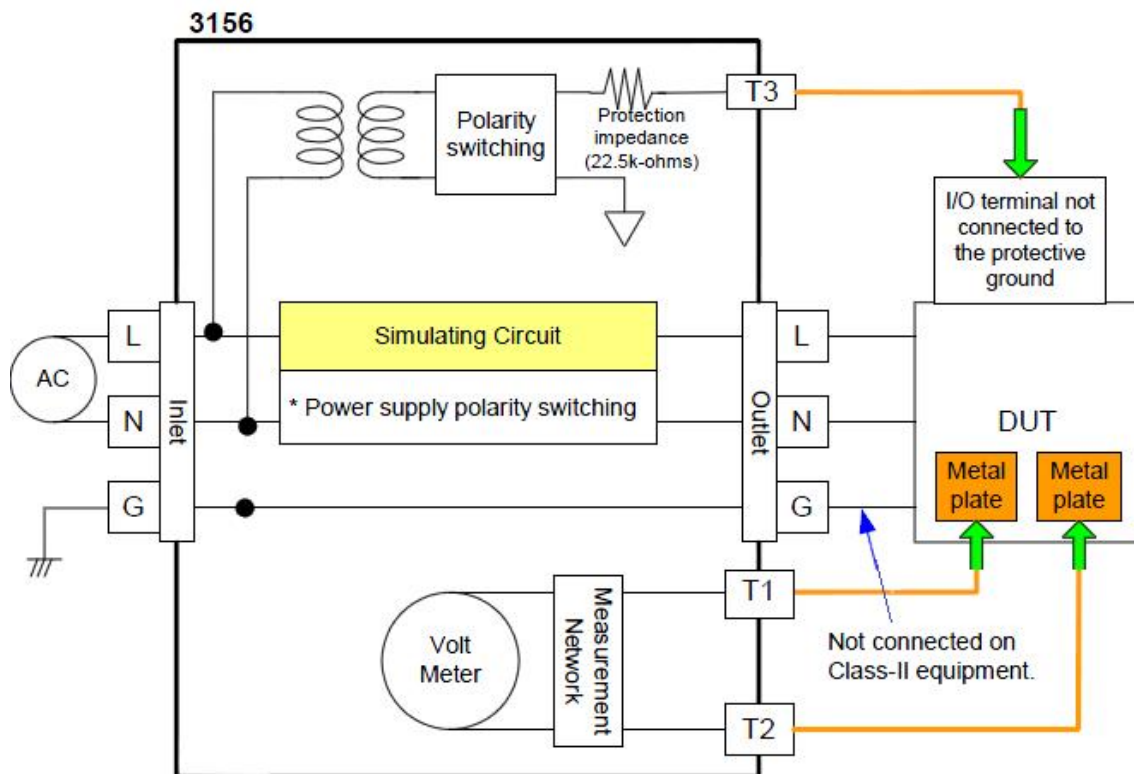 3156
T3
Polarity
switching
Protection
impedance
(22.5k-ohms)
I/O terminal not
connected to
the protective
ground
L
Simulating Circuit
L
AC
Inlet
Outlet
N
* Power supply polarity switching
N
DUT
G
G
Metal
plate
Metal
plate
T1
Volt
Meter
Measurement
Network
Not connected on
Class-II equipment.
T2